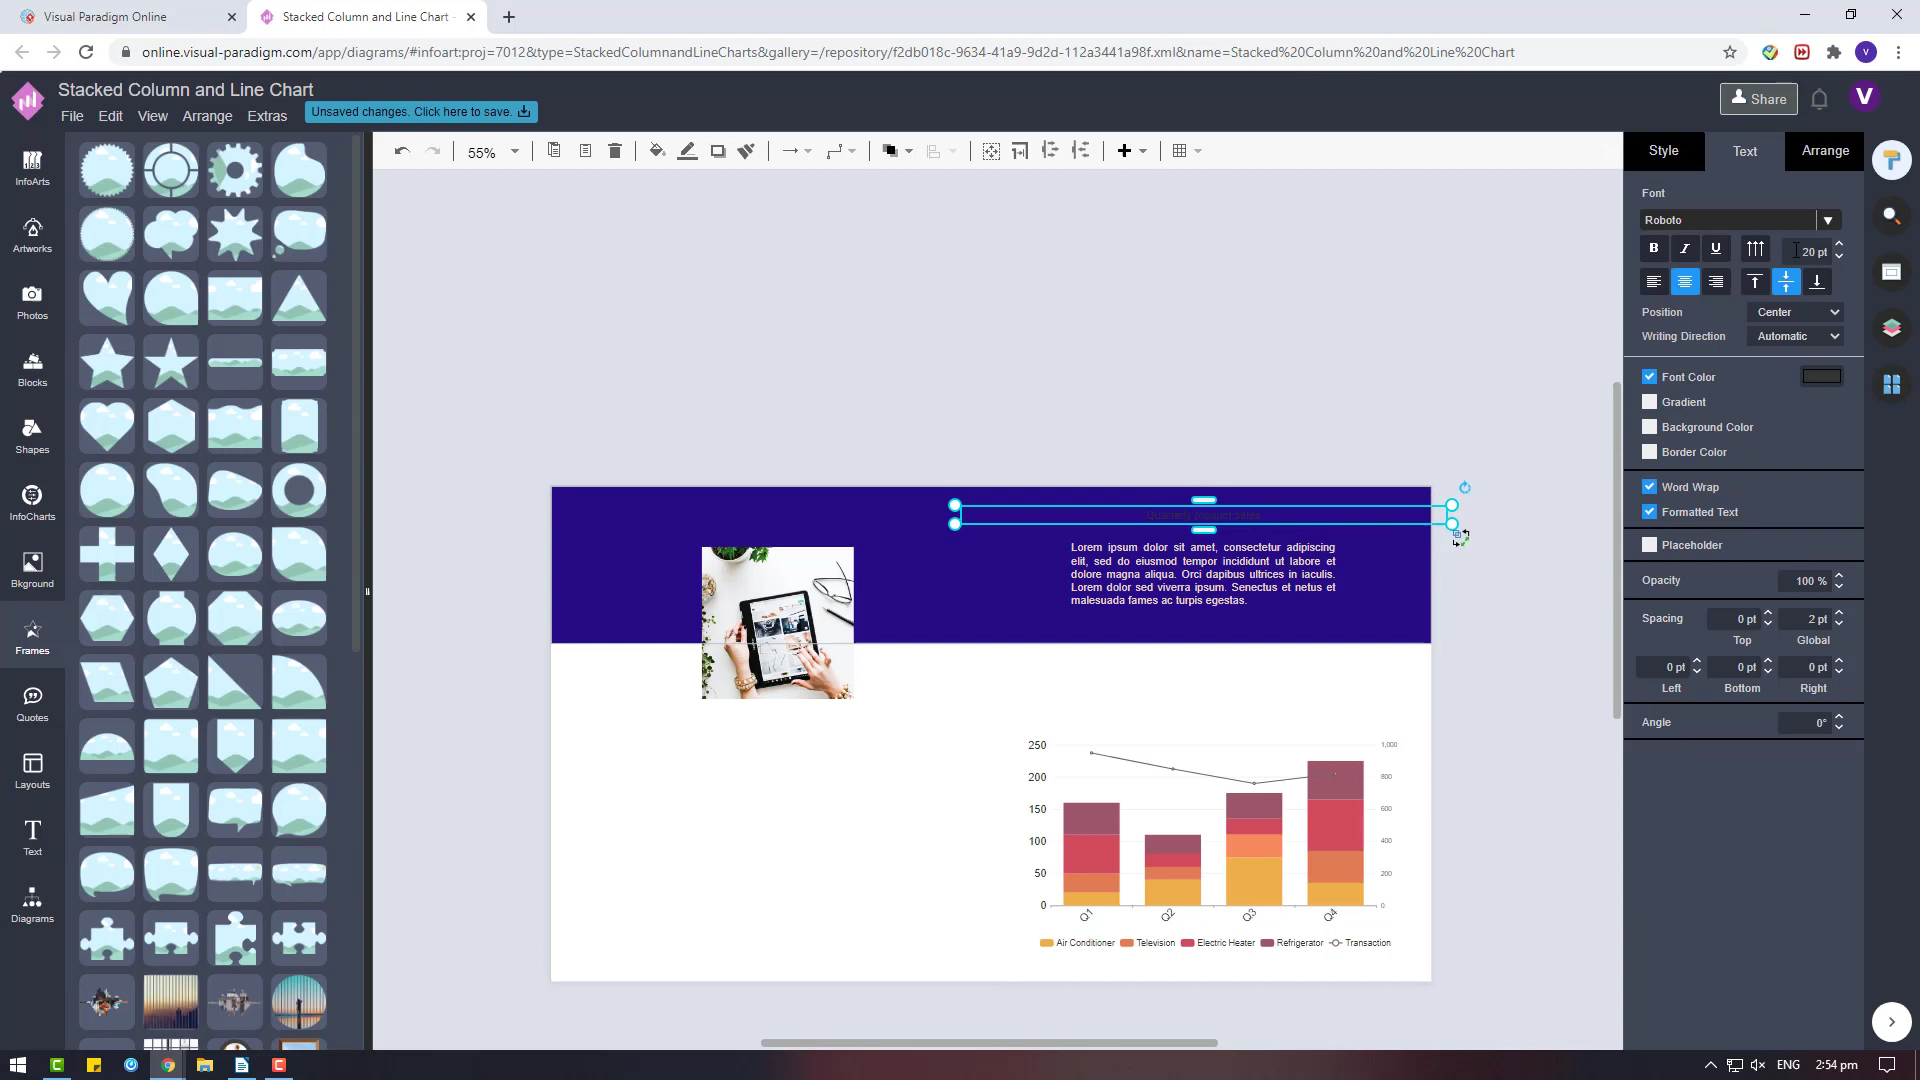 Visual Paradigm Online
Stacked Column and Line Chart
online.visual-paradigm.com/app/diagrams/#infoart:proj=7012&type=StackedColumnandLineCharts&gallery=/repository/f2db018c-9634-41a9-9d2d-112a3441a98f.xml&name=Stacked%20Column%20and%20Line%20Chart
V
Stacked Column and Line Chart
File Edit View Arrange Extras
Unsaved changes. Click here to save.
Share
V
InfoArts
Artworks
Photos
Blocks
Shapes
InfoCharts
Bkground
Frames
Quotes
Layouts
Text
Diagrams
55%
Quarterly product sales
Lorem ipsum dolor sit amet, consectetur adipiscing
elit, sed do eiusmod tempor incididunt ut labore et
dolore magna aliqua. Orci dapibus ultrices in iaculis.
Lorem dolor sed viverra ipsum. Senectus et netus et
malesuada fames ac turpis egestas.
250
200
150
100
50
0
1,000
800
600
400
200
0
Q1 Q2 Q3 Q4
Air Conditioner Television Electric Heater Refrigerator Transaction
Style Text Arrange
Font
Roboto
B I U 20 pt
Position Center
Writing Direction Automatic
Font Color
Gradient
Background Color
Border Color
Word Wrap
Formatted Text
Placeholder
Opacity 100 %
Spacing 0 pt 2 pt
Top Global
0 pt 0 pt 0 pt
Left Bottom Right
Angle 0°
ENG 2:54 pm